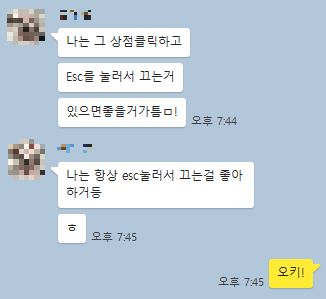 나는 그 상점클릭하고
Esc를 눌러서 끄는거
있으면좋을거가틈ㅁ!
오후 7:44
나는 항상 esc눌러서 끄는걸 좋아
하거등
ㅎ
오후 7:45
오후 7:45
오키!